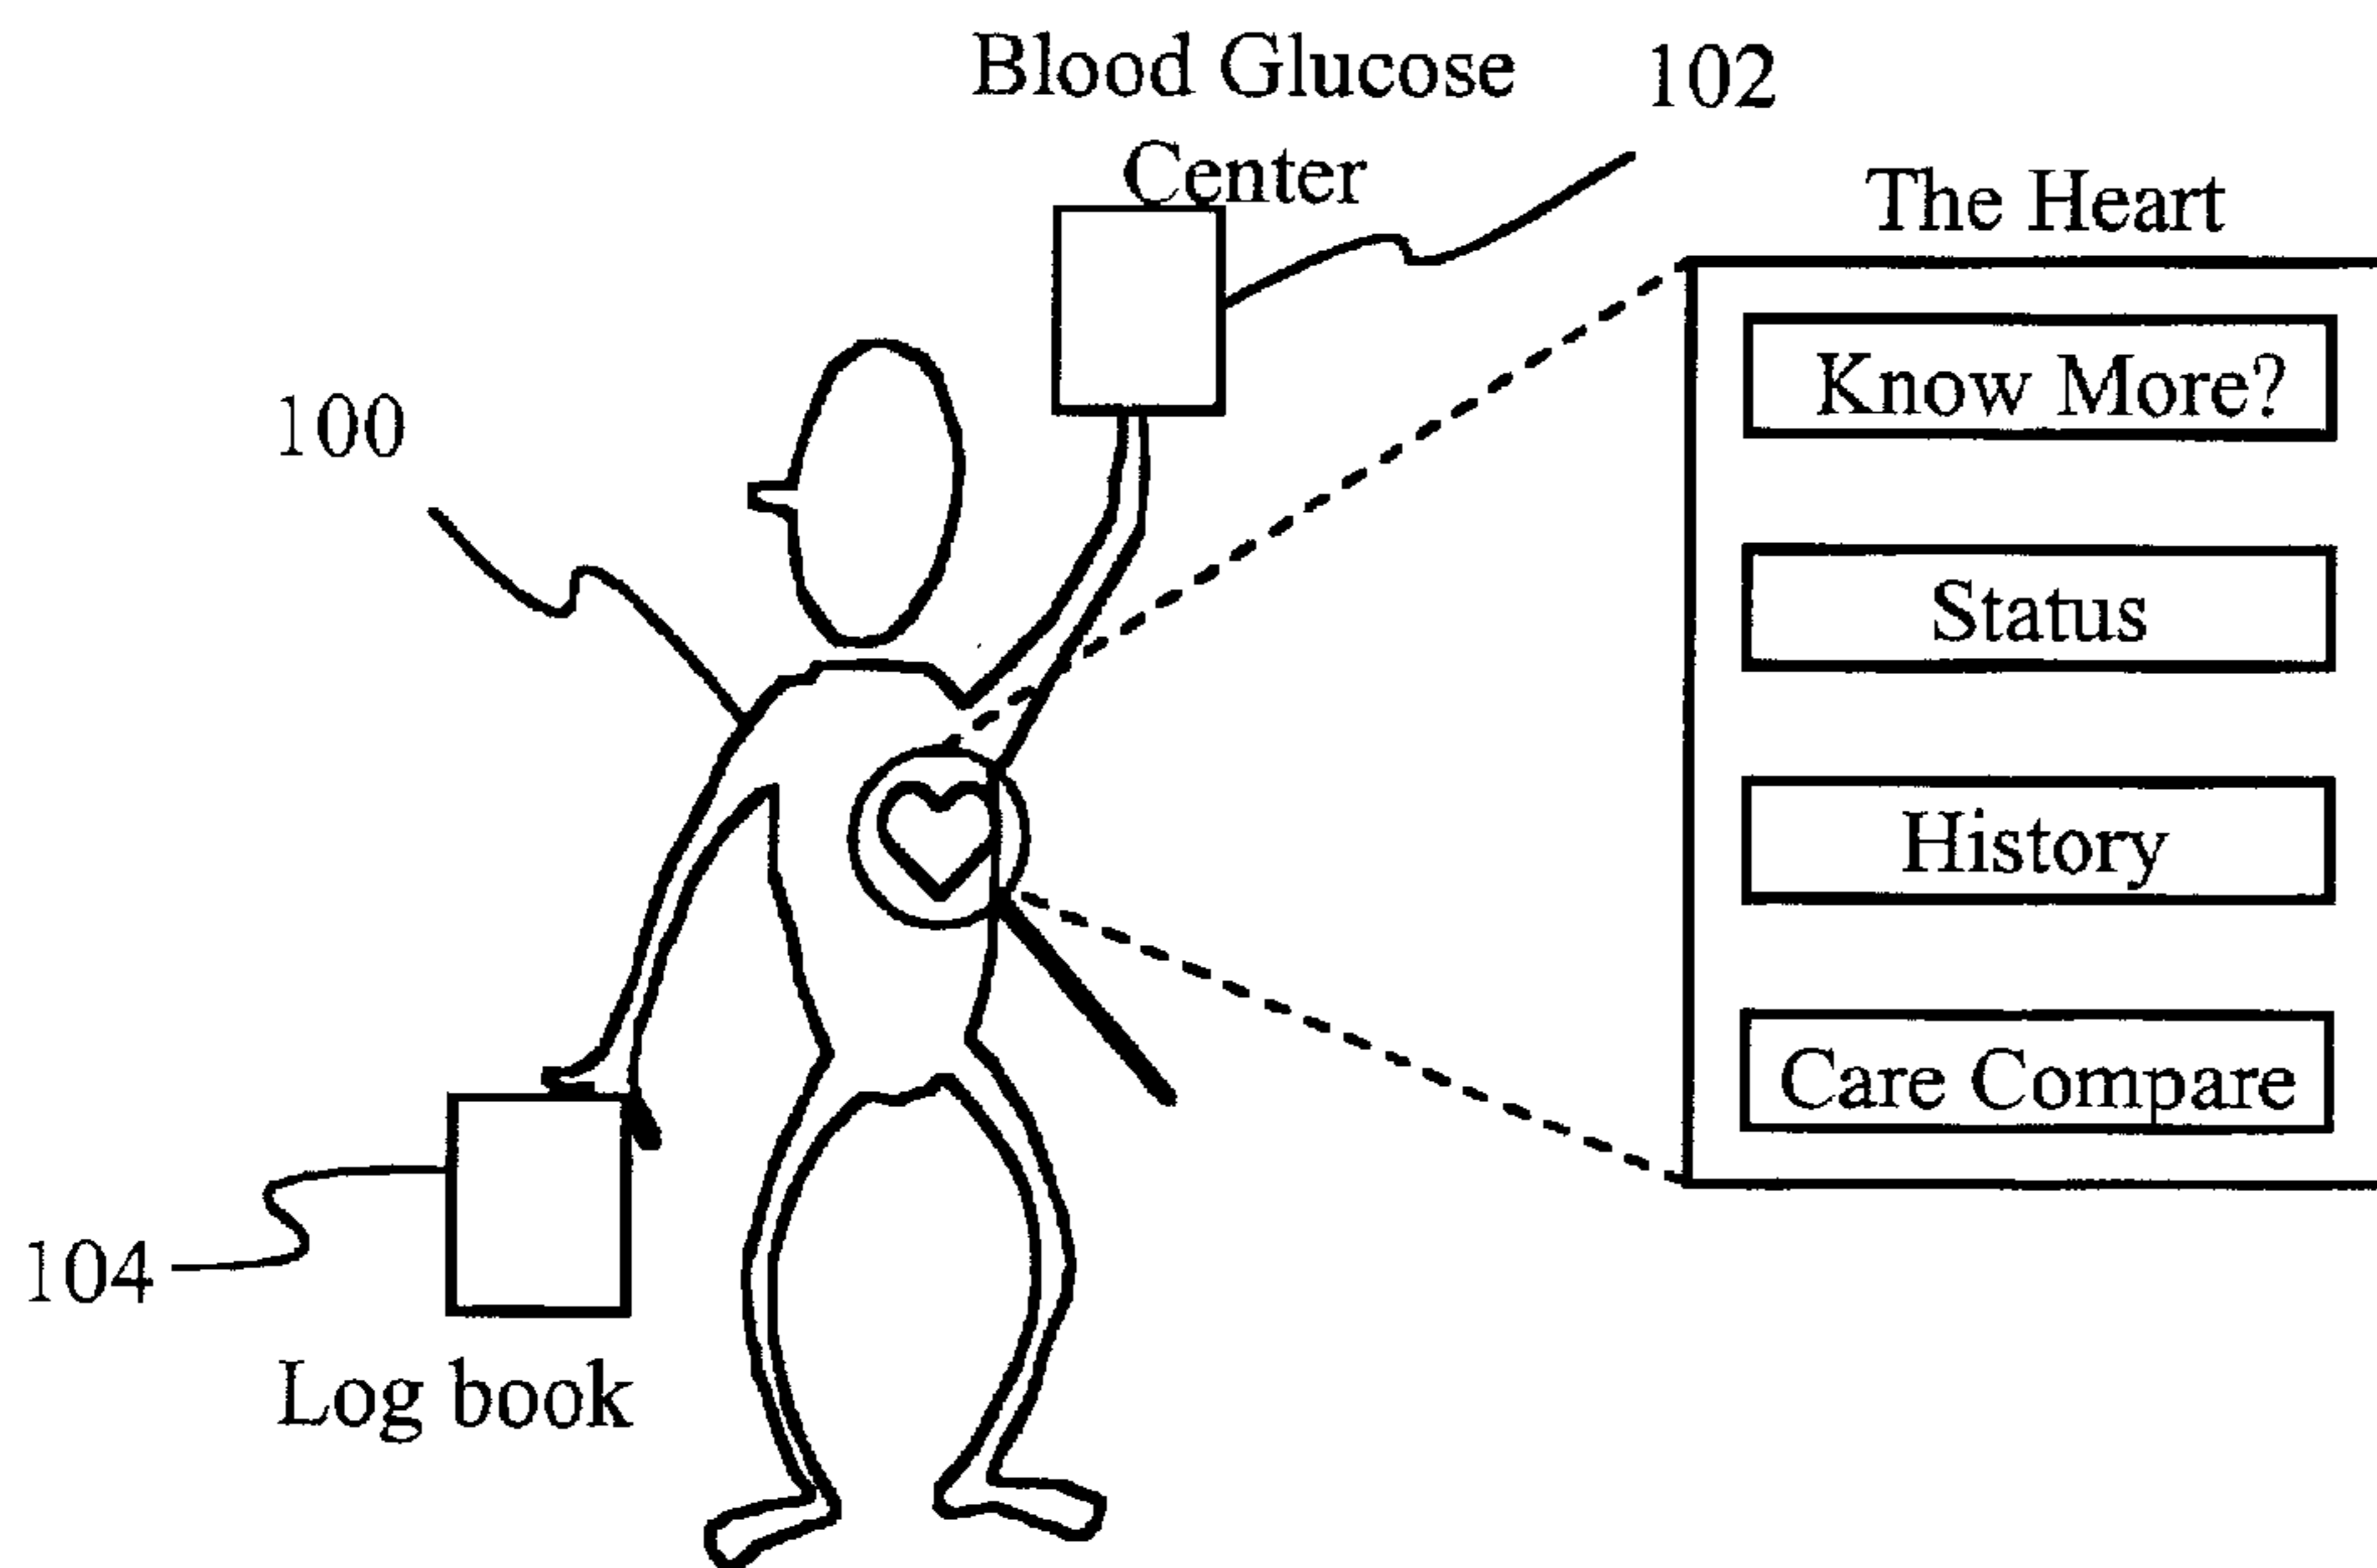 Blood Glucose
Center
102
The Heart
Know More?
100
Status
History
Care Compare
104
Log book